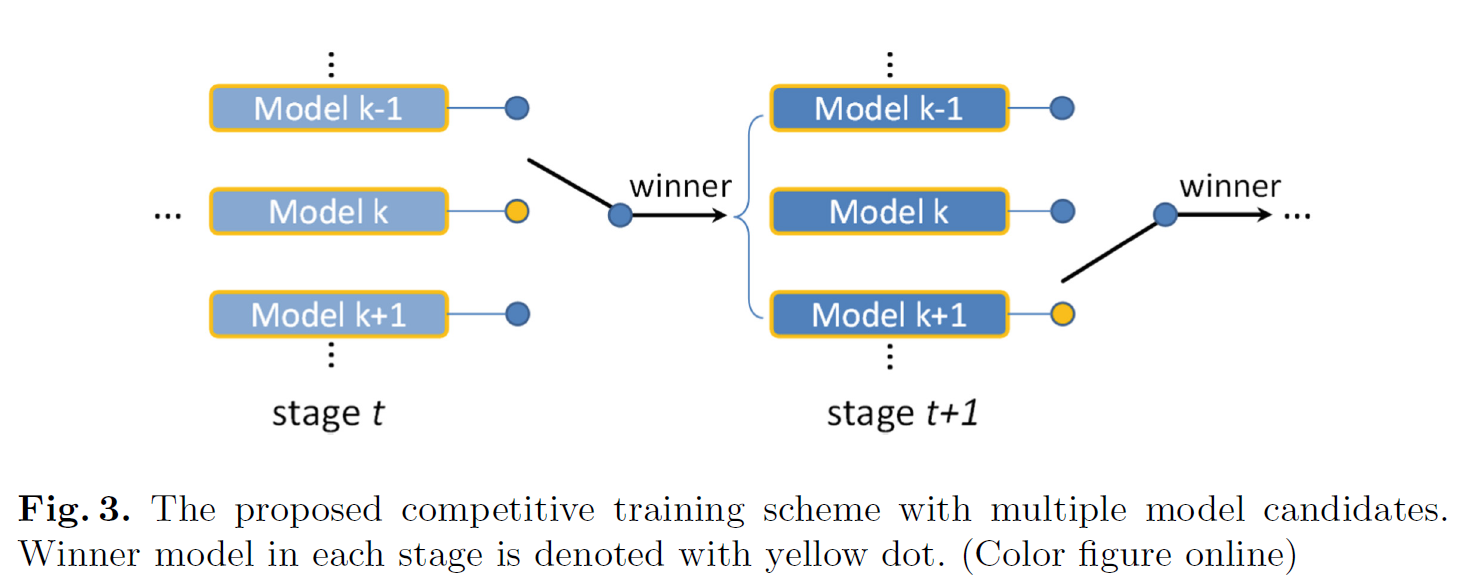 ⋮ ⋮
Model k-1 Model k-1
winner winner
... Model k Model k ...
Model k+1 Model k+1
⋮ ⋮
stage t stage t+1
Fig. 3. The proposed competitive training scheme with multiple model candidates.
Winner model in each stage is denoted with yellow dot. (Color figure online)